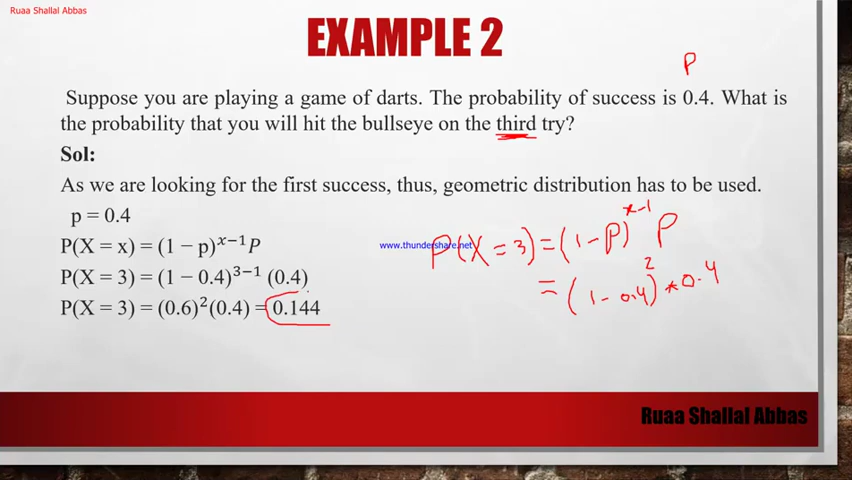 Ruaa Shallal Abbas
EXAMPLE 2
P
Suppose you are playing a game of darts. The probability of success is 0.4. What is
the probability that you will hit the bullseye on the third try?
Sol:
As we are looking for the first success, thus, geometric distribution has to be used.
p = 0.4
P(X = x) = (1 − p)^{x−1}P
P(X = 3) = (1 − 0.4)^{3−1} (0.4)
P(X = 3) = (0.6)²(0.4) = 0.144
www.thundershare.net
P(X = 3) = (1 - P)^{x-1} P
= (1 - 0.4)² * 0.4
Ruaa Shallal Abbas